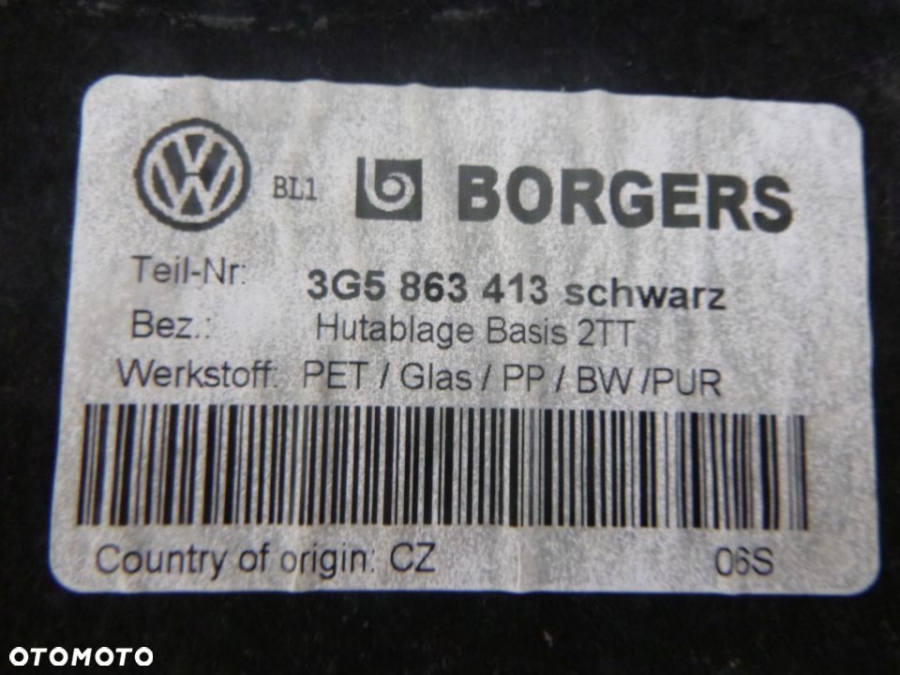 BL1 BORGERS
Teil-Nr: 3G5 863 413 schwarz
Bez.: Hutablage Basis 2TT
Werkstoff: PET / Glas / PP / BW /PUR
Country of origin: CZ 06S
OTOMOTO